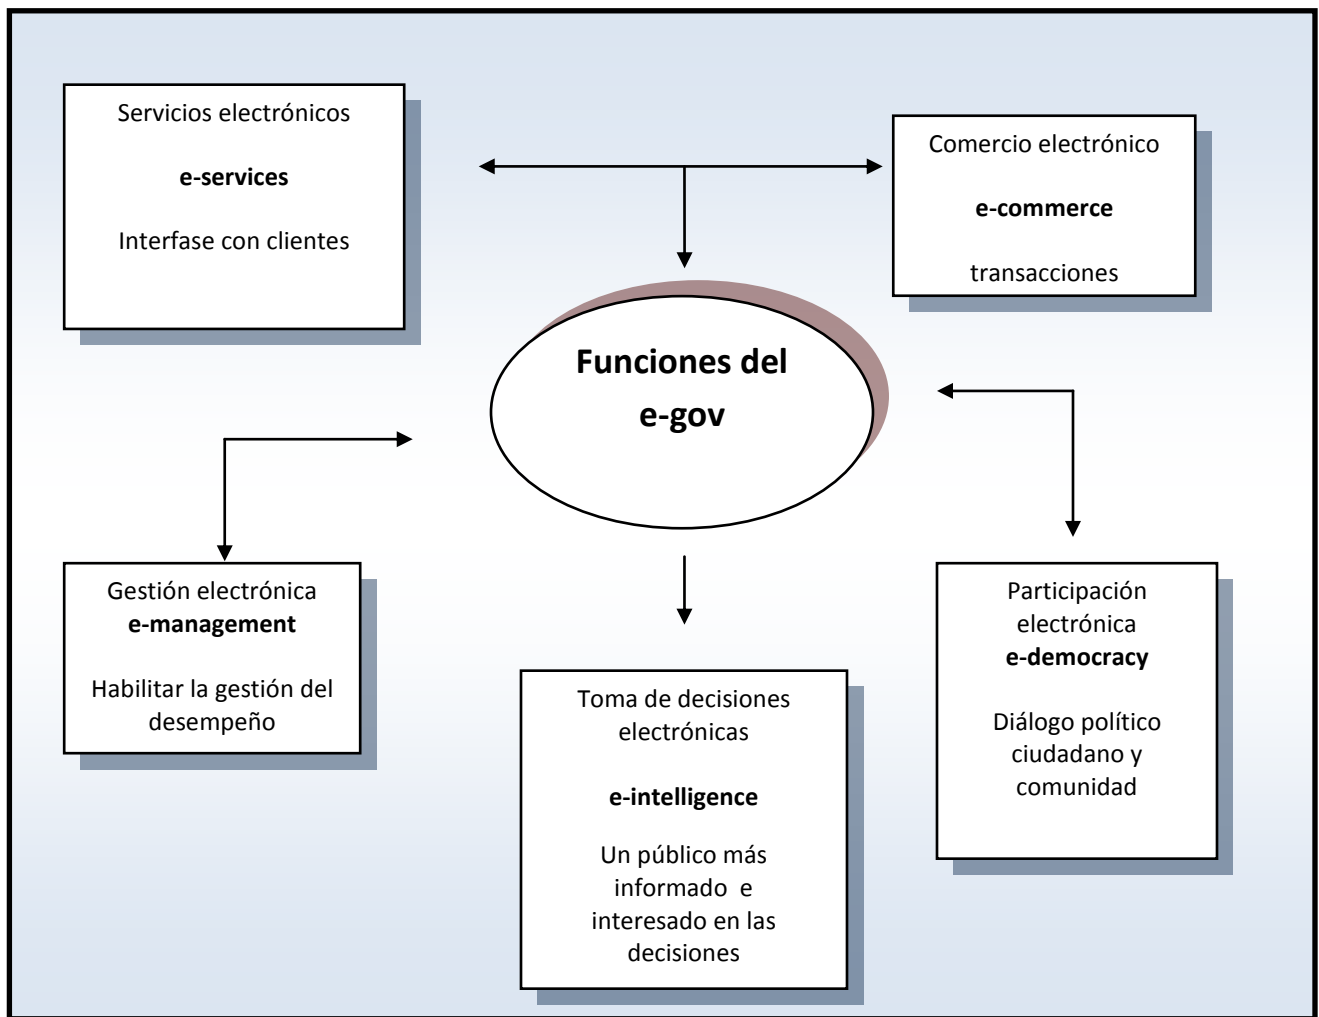 Servicios electrónicos
e-services
Interfase con clientes
Comercio electrónico
e-commerce
transacciones
Funciones del
e-gov
Gestión electrónica
e-management
Habilitar la gestión del
desempeño
Toma de decisiones
electrónicas
e-intelligence
Un público más
informado e
interesado en las
decisiones
Participación
electrónica
e-democracy
Diálogo político
ciudadano y
comunidad